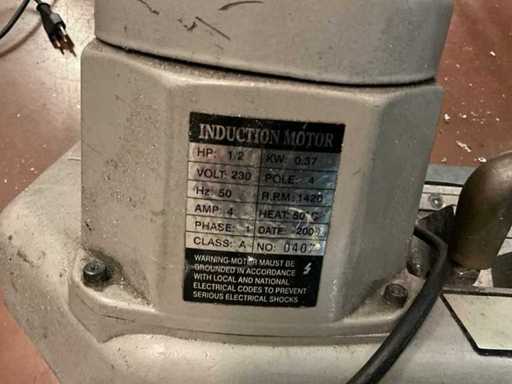 INDUCTION MOTOR
HP: 1/2 KW: 0.37
VOLT: 230 POLE: 4
Hz: 50 R.P.M: 1420
AMP: 4 HEAT: 80°C
PHASE: 1 DATE
CLASS: A NO:
WARNING-MOTOR MAUST BE
GROUNDED IN ACCORDANCE
WITH LOCAL AND NATIONAL
ELECTRICAL CODES TO PREVENT
SERIOUS ELECTRICAL SHOCKS